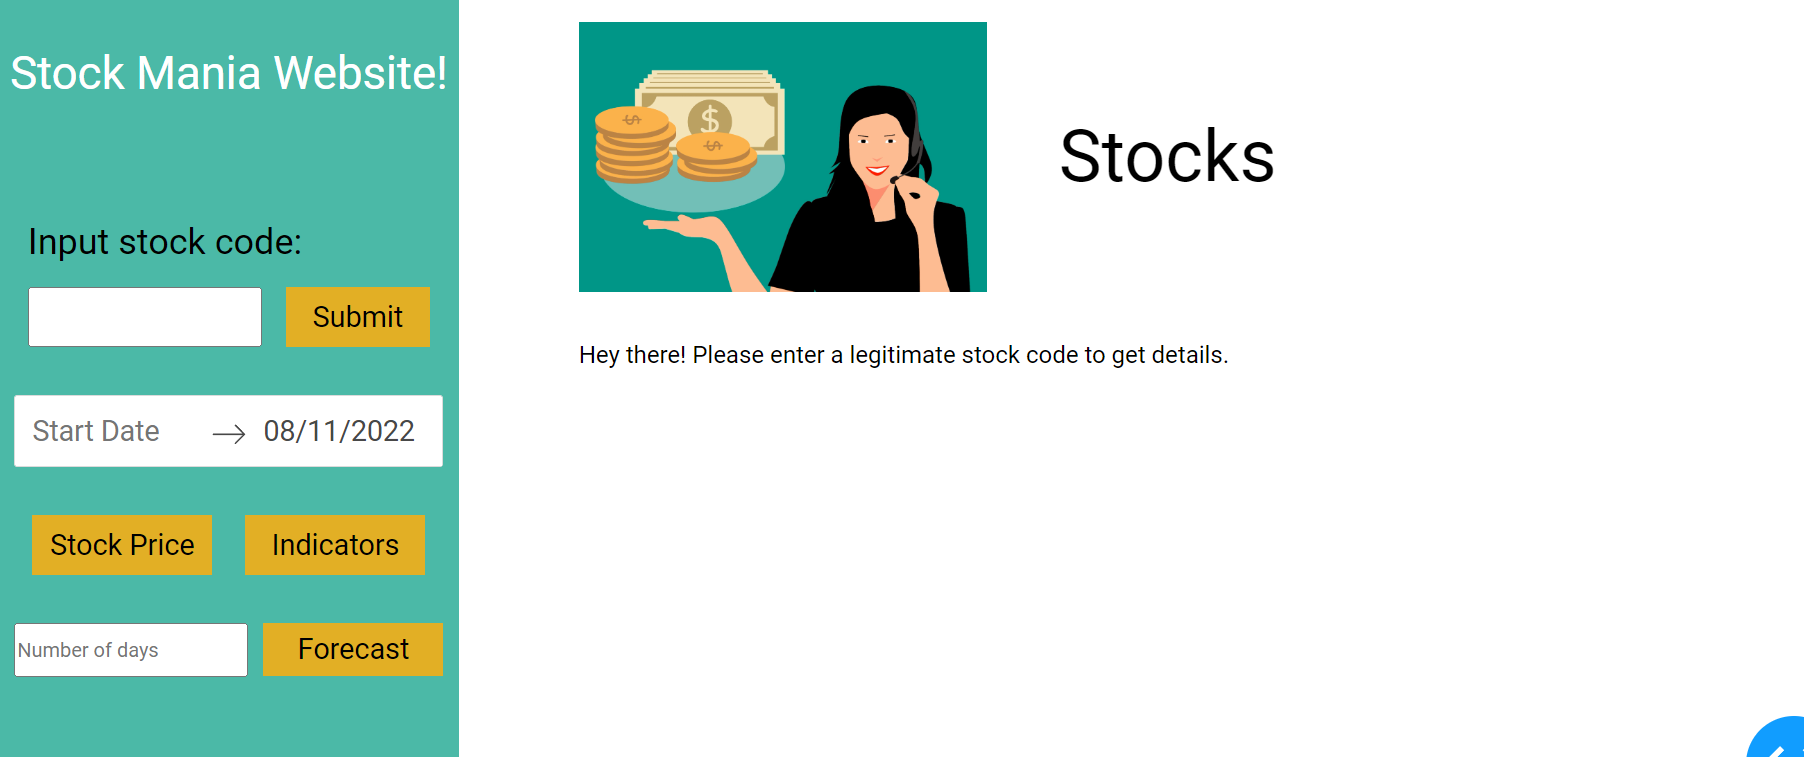 Stock Mania Website!
Input stock code:
Submit
Start Date → 08/11/2022
Stock Price
Indicators
Number of days
Forecast
$
Stocks
Hey there! Please enter a legitimate stock code to get details.